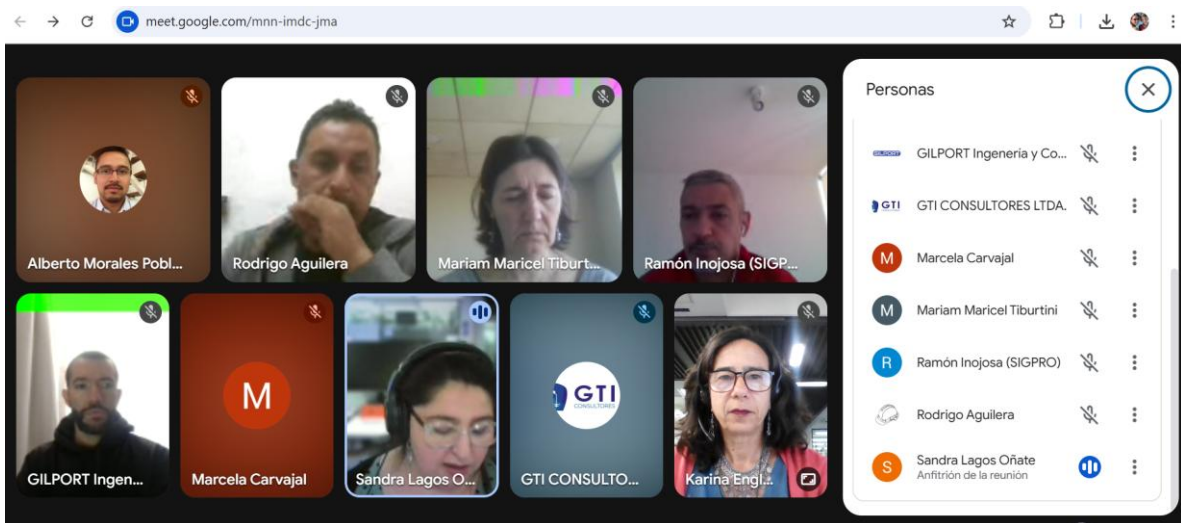 meet.google.com/mnn-imdc-jma
Alberto Morales Pobl...
Rodrigo Aguilera
Mariam Maricel Tiburt...
Ramón Inojosa (SIGP...
GILPORT Ingen...
M
Marcela Carvajal
Sandra Lagos O...
GTI
CONSULTORES
GTI CONSULTO...
Karina Engl...
Personas
GILPORT
GILPORT Ingeneria y Co...
GTI
GTI CONSULTORES LTDA.
M
Marcela Carvajal
M
Mariam Maricel Tiburtini
R
Ramón Inojosa (SIGPRO)
Rodrigo Aguilera
S
Sandra Lagos Oñate
Anfitrión de la reunión